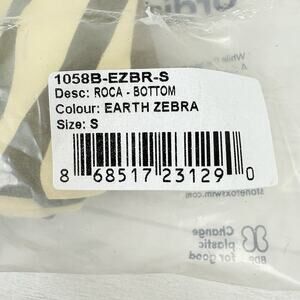 1058B-EZBR-S
Desc: ROCA - BOTTOM
Colour: EARTH ZEBRA
Size: S
8 68517 23129 0
Change
plastic
for good